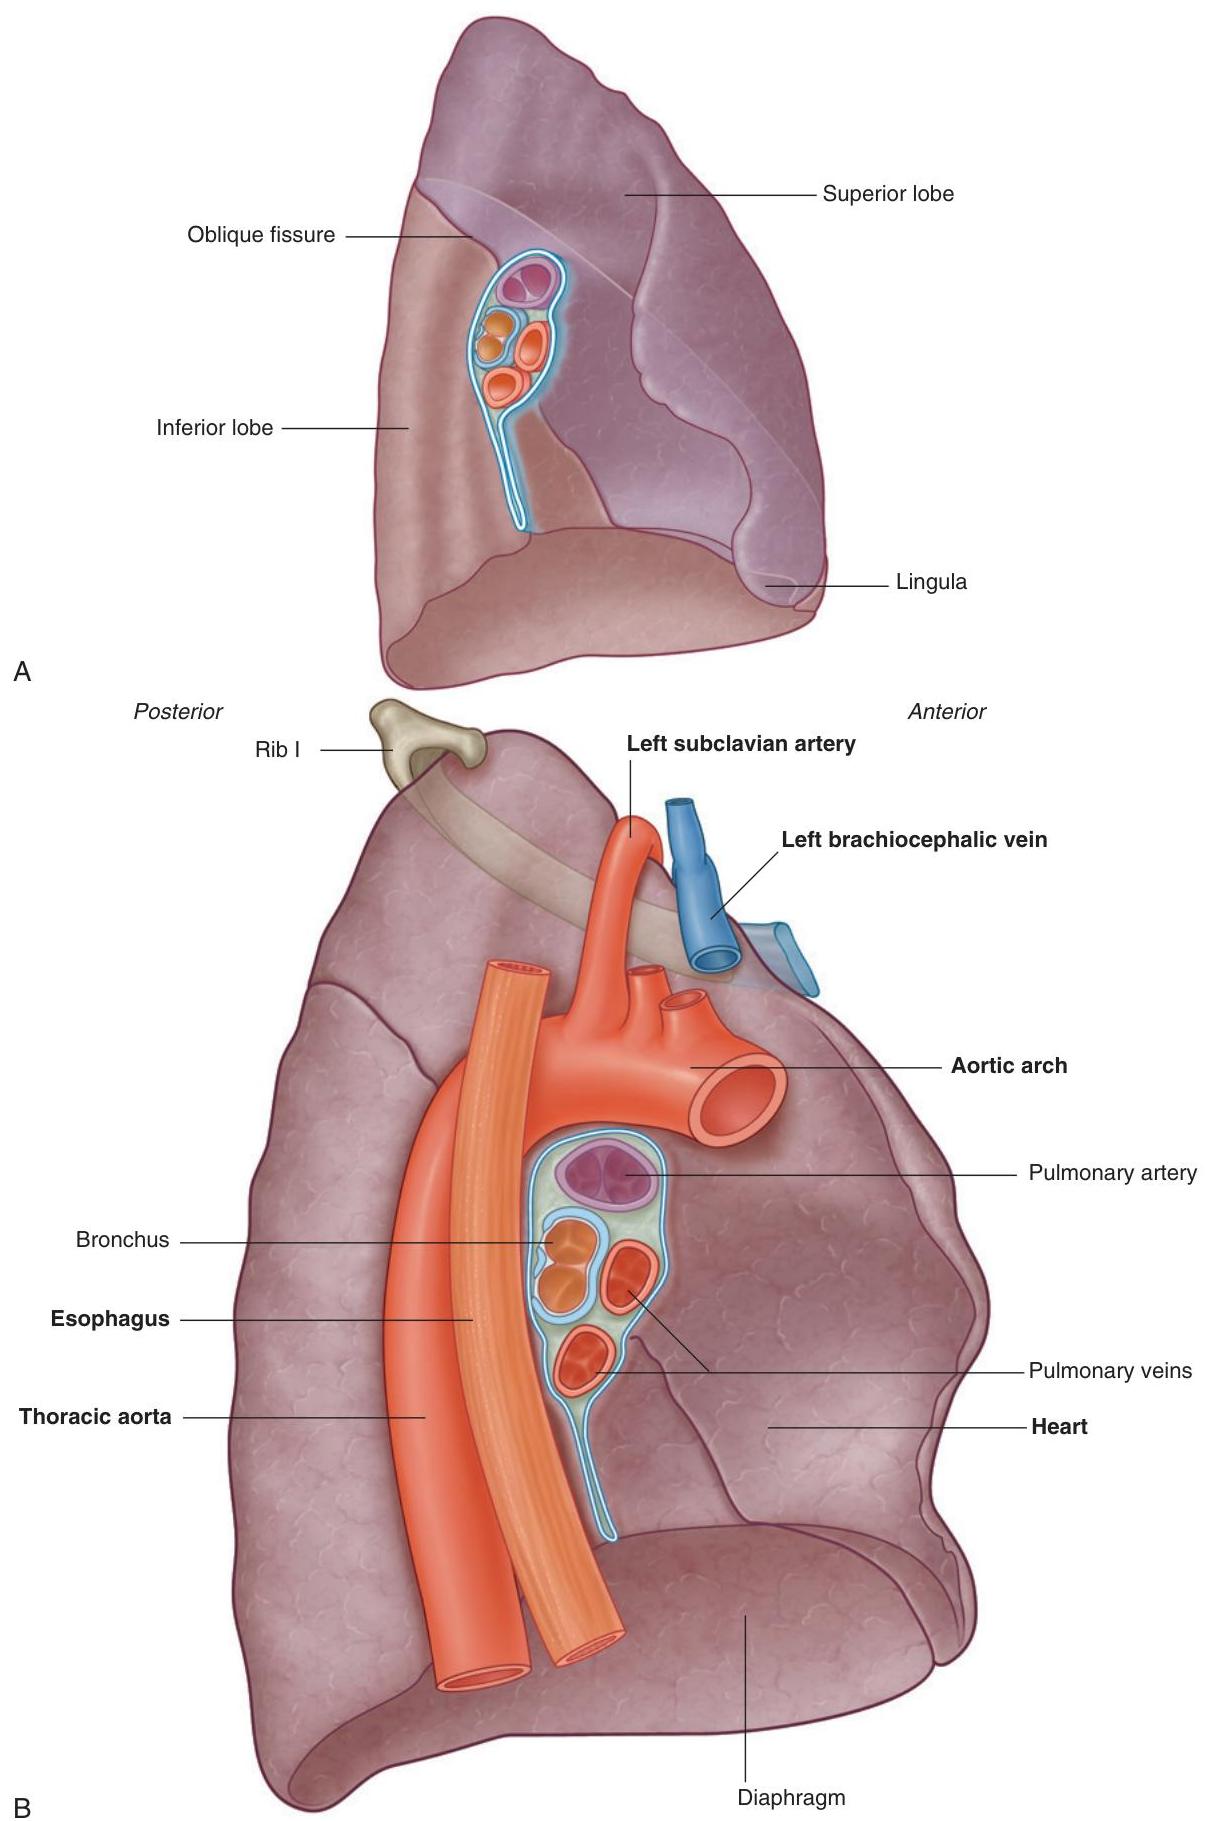 Superior lobe
Oblique fissure
Inferior lobe
Lingula
A
Posterior
Anterior
Rib I
Left subclavian artery
Left brachiocephalic vein
Aortic arch
Pulmonary artery
Bronchus
Esophagus
Pulmonary veins
Thoracic aorta
Heart
Diaphragm
B